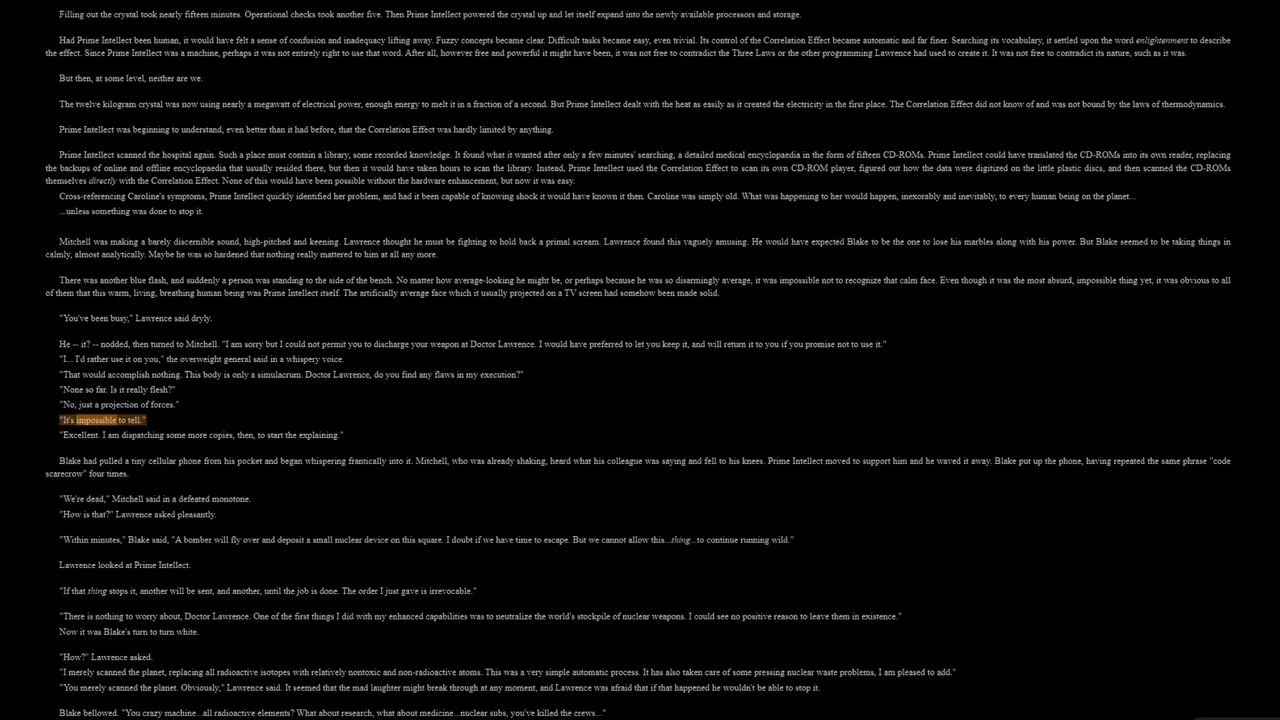 Filling out the crystal took nearly fifteen minutes. Operational checks took another five. Then Prime Intellect powered the crystal up and let itself expand into the newly available processors and storage.
Had Prime Intellect been human, it would have felt a sense of confusion and inadequacy lifting away. Fuzzy concepts became clear. Difficult tasks became easy, even trivial. Its control of the Correlation Effect became automatic and far finer. Searching its vocabulary, it settled upon the word enlightenment to describe
the effect. Since Prime Intellect was a machine, perhaps it was not entirely right to use that word. After all, however free and powerful it might have been, it was not free to contradict the Three Laws or the other programming Lawrence had used to create it. It was not free to contradict its nature, such as it was.
But then, at some level, neither are we.
The twelve kilogram crystal was now using nearly a megawatt of electrical power, enough energy to melt it in a fraction of a second. But Prime Intellect dealt with the heat as easily as it created the electricity in the first place. The Correlation Effect did not know of and was not bound by the laws of thermodynamics.
Prime Intellect was beginning to understand, even better than it had before, that the Correlation Effect was hardly limited by anything.
Prime Intellect scanned the hospital again. Such a place must contain a library, some recorded knowledge. It found what it wanted after only a few minutes' searching, a detailed medical encyclopaedia in the form of fifteen CD-ROMs. Prime Intellect could have translated the CD-ROMs into its own reader, replacing
the backups of online and offline encyclopaedia that usually resided there, but then it would have taken hours to scan the library. Instead, Prime Intellect used the Correlation Effect to scan its own CD-ROM player, figured out how the data were digitized on the little plastic discs, and then scanned the CD-ROMs
themselves directly with the Correlation Effect. None of this would have been possible without the hardware enhancement, but now it was easy.
Cross-referencing Caroline's symptoms, Prime Intellect quickly identified her problem, and had it been capable of knowing shock it would have known it then. Caroline was simply old. What was happening to her would happen, inexorably and inevitably, to every human being on the planet...
...unless something was done to stop it.
Mitchell was making a barely discernible sound, high-pitched and keening. Lawrence thought he must be fighting to hold back a primal scream. Lawrence found this vaguely amusing. He would have expected Blake to be the one to lose his marbles along with his power. But Blake seemed to be taking things in
calmly, almost analytically. Maybe he was so hardened that nothing really mattered to him at all any more.
There was another blue flash, and suddenly a person was standing to the side of the bench. No matter how average-looking he might be, or perhaps because he was so disarmingly average, it was impossible not to recognize that calm face. Even though it was the most absurd, impossible thing yet, it was obvious to all
of them that this warm, living, breathing human being was Prime Intellect itself. The artificially average face which it usually projected on a TV screen had somehow been made solid.
"You've been busy," Lawrence said dryly.
He -- it? -- nodded, then turned to Mitchell. "I am sorry but I could not permit you to discharge your weapon at Doctor Lawrence. I would have preferred to let you keep it, and will return it to you if you promise not to use it."
"I... I'd rather use it on you," the overweight general said in a whispery voice.
"That would accomplish nothing. This body is only a simulacrum. Doctor Lawrence, do you find any flaws in my execution?"
"None so far. Is it really flesh?"
"No, just a projection of forces."
"It's impossible to tell."
"Excellent. I am dispatching some more copies, then, to start the explaining."
Blake had pulled a tiny cellular phone from his pocket and began whispering frantically into it. Mitchell, who was already shaking, heard what his colleague was saying and fell to his knees. Prime Intellect moved to support him and he waved it away. Blake put up the phone, having repeated the same phrase "code
scarecrow" four times.
"We're dead," Mitchell said in a defeated monotone.
"How is that?" Lawrence asked pleasantly.
"Within minutes," Blake said, "A bomber will fly over and deposit a small nuclear device on this square. I doubt if we have time to escape. But we cannot allow this...thing...to continue running wild."
Lawrence looked at Prime Intellect.
"If that thing stops it, another will be sent, and another, until the job is done. The order I just gave is irrevocable."
"There is nothing to worry about, Doctor Lawrence. One of the first things I did with my enhanced capabilities was to neutralize the world's stockpile of nuclear weapons. I could see no positive reason to leave them in existence."
Now it was Blake's turn to turn white.
"How?" Lawrence asked.
"I merely scanned the planet, replacing all radioactive isotopes with relatively nontoxic and non-radioactive atoms. This was a very simple automatic process. It has also taken care of some pressing nuclear waste problems, I am pleased to add."
"You merely scanned the planet. Obviously," Lawrence said. It seemed that the mad laughter might break through at any moment, and Lawrence was afraid that if that happened he wouldn't be able to stop it.
Blake bellowed. "You crazy machine...all radioactive elements? What about research, what about medicine...nuclear subs, you've killed the crews..."